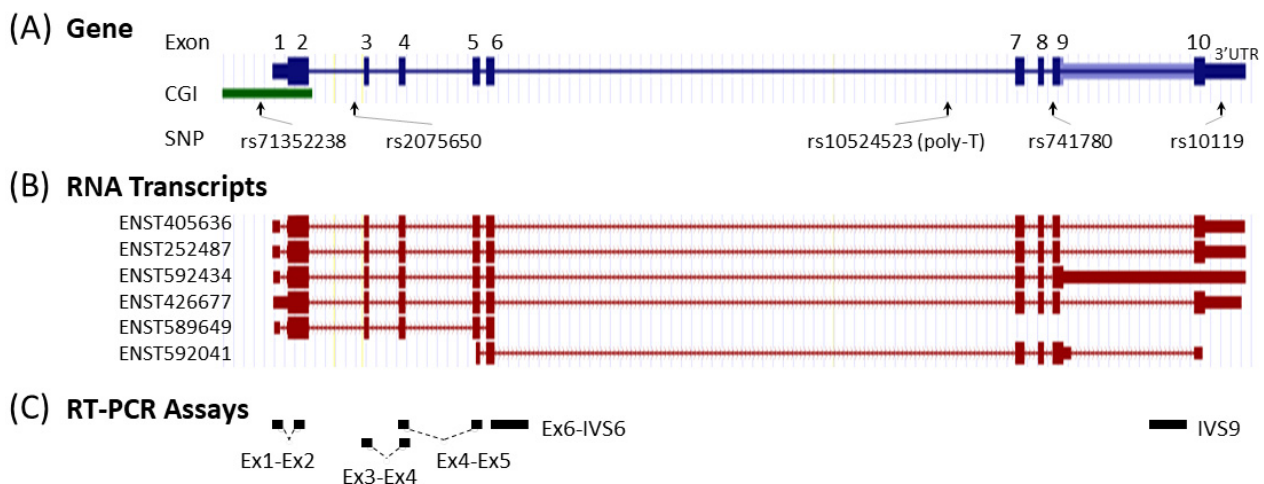 (A) Gene
Exon 1 2 3 4 5 6 7 8 9 10 3'UTR
CGI
SNP rs71352238 rs2075650 rs10524523 (poly-T) rs741780 rs10119
(B) RNA Transcripts
ENST405636
ENST252487
ENST592434
ENST426677
ENST589649
ENST592041
(C) RT-PCR Assays
Ex6-IVS6 IVS9
Ex1-Ex2 Ex4-Ex5
Ex3-Ex4